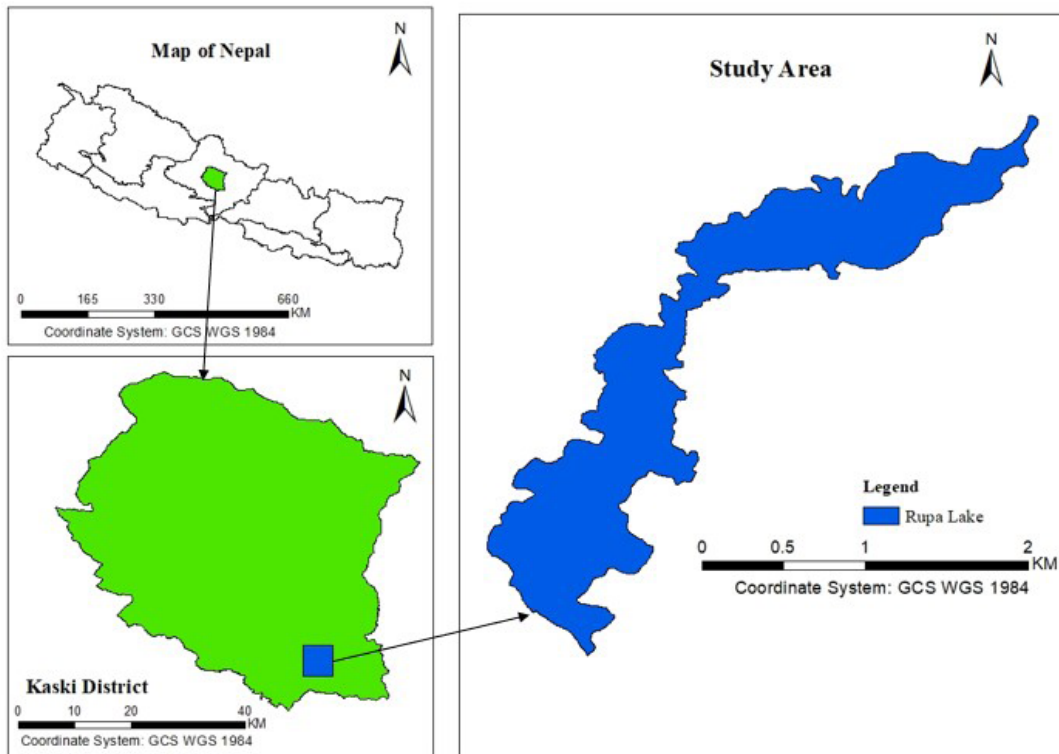 Map of Nepal
N
0 165 330 660
KM
Coordinate System: GCS WGS 1984
N
Kaski District
0 10 20 40
KM
Coordinate System: GCS WGS 1984
Study Area
N
Legend
Rupa Lake
0 0.5 1 2
KM
Coordinate System: GCS WGS 1984